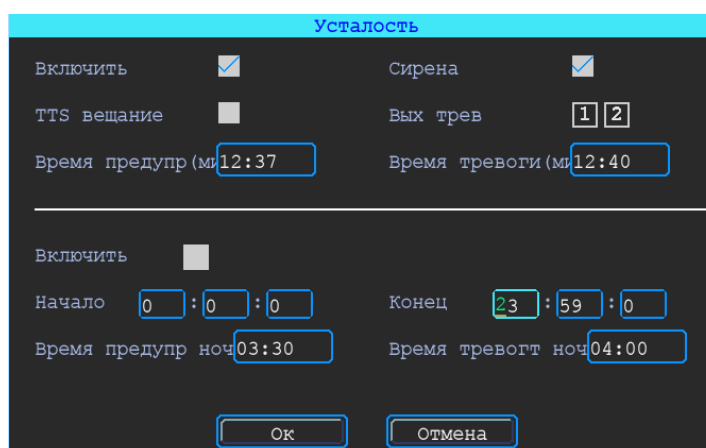 Усталость
Включить Сирена
TTS вещание Вых трев 1 2
Время предупр(ми 12:37 Время тревоги(ми 12:40
Включить
Начало 0 : 0 : 0 Конец 23 : 59 : 0
Время предупр ноч 03:30 Время тревогт ноч 04:00
Ок Отмена